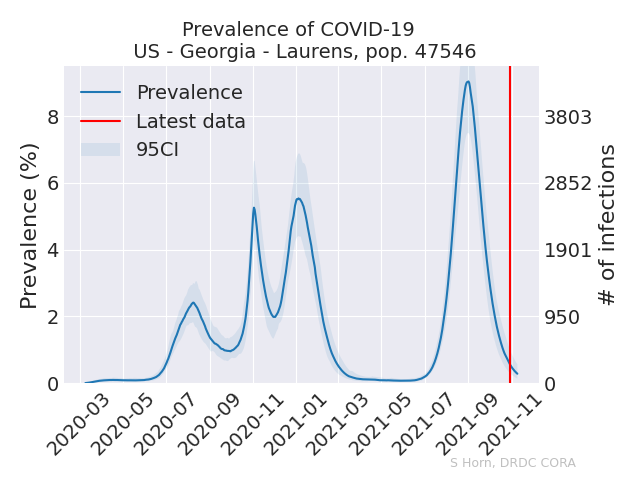 Prevalence of COVID-19
US - Georgia - Laurens, pop. 47546
Prevalence
Latest data
95CI
Prevalence (%)
8
6
4
2
0
3803
2852
1901
950
0
# of infections
2020-03
2020-05
2020-07
2020-09
2020-11
2021-01
2021-03
2021-05
2021-07
2021-09
2021-11
S Horn, DRDC CORA